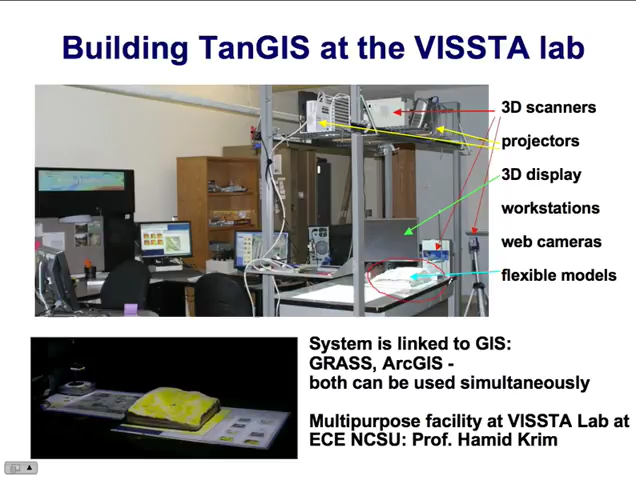 Building TanGIS at the VISSTA lab
3D scanners
projectors
3D display
workstations
web cameras
flexible models
System is linked to GIS:
GRASS, ArcGIS -
both can be used simultaneously
Multipurpose facility at VISSTA Lab at
ECE NCSU: Prof. Hamid Krim